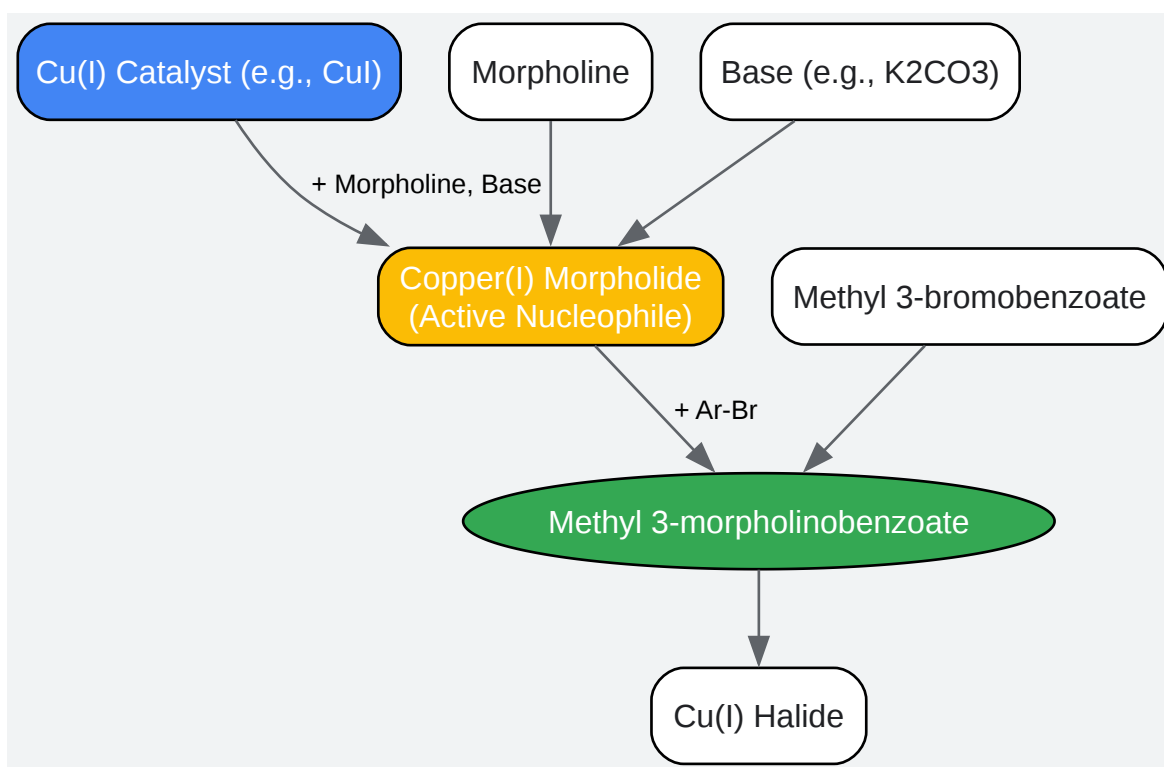 Cu(I) Catalyst (e.g., CuI)
Morpholine
Base (e.g., K2CO3)
+ Morpholine, Base
Copper(I) Morpholide
(Active Nucleophile)
Methyl 3-bromobenzoate
+ Ar-Br
Methyl 3-morpholinobenzoate
Cu(I) Halide